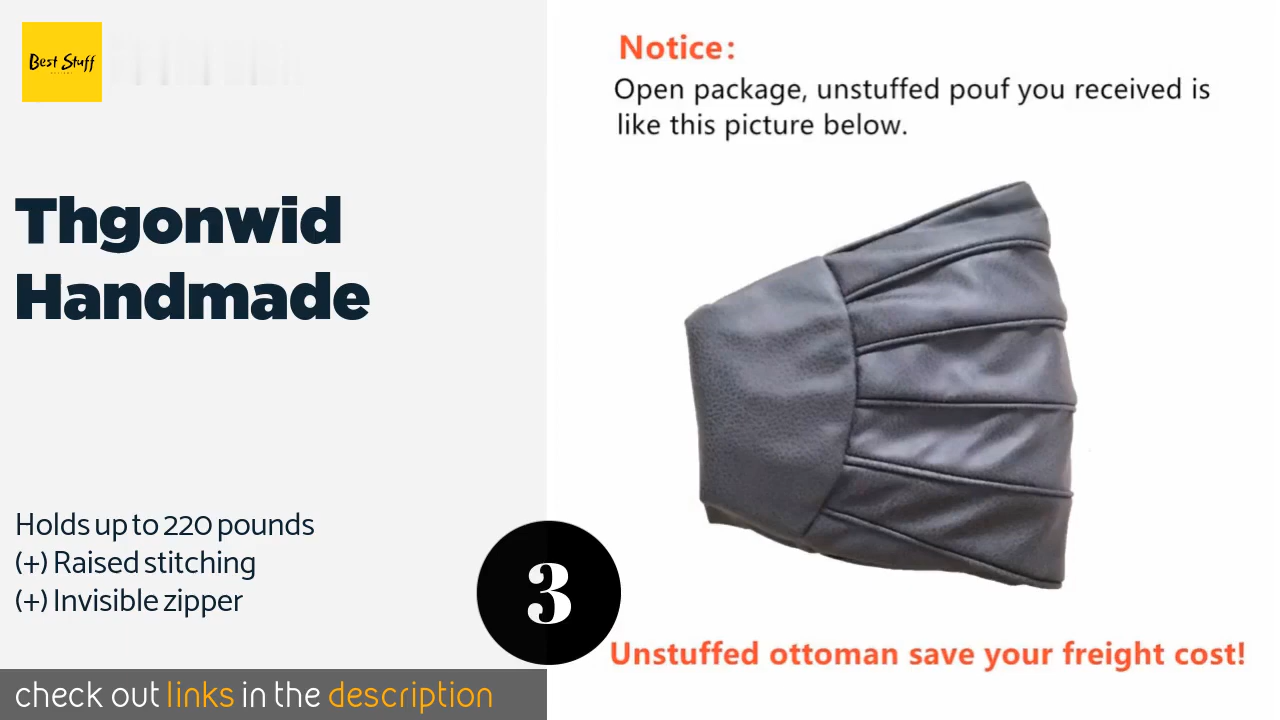 Best Stuff
Notice:
Open package, unstuffed pouf you received is
like this picture below.
Thgonwid
Handmade
Holds up to 220 pounds
(+) Raised stitching
(+) Invisible zipper
3
Unstuffed ottoman save your freight cost!
check out links in the description